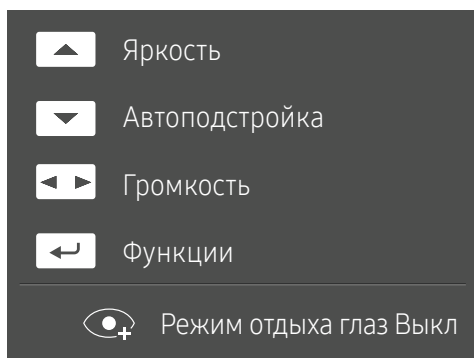 Яркость
Автоподстройка
Громкость
Функции
Режим отдыха глаз Выкл